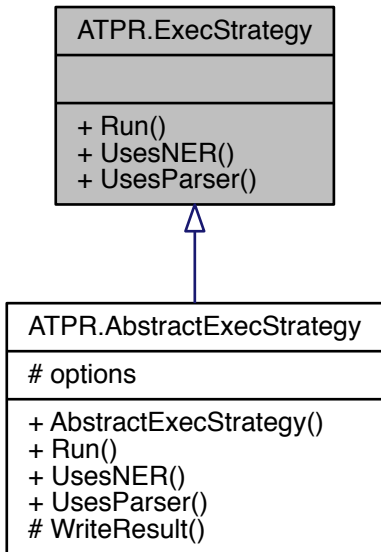 ATPR.ExecStrategy
+ Run()
+ UsesNER()
+ UsesParser()
ATPR.AbstractExecStrategy
# options
+ AbstractExecStrategy()
+ Run()
+ UsesNER()
+ UsesParser()
# WriteResult()